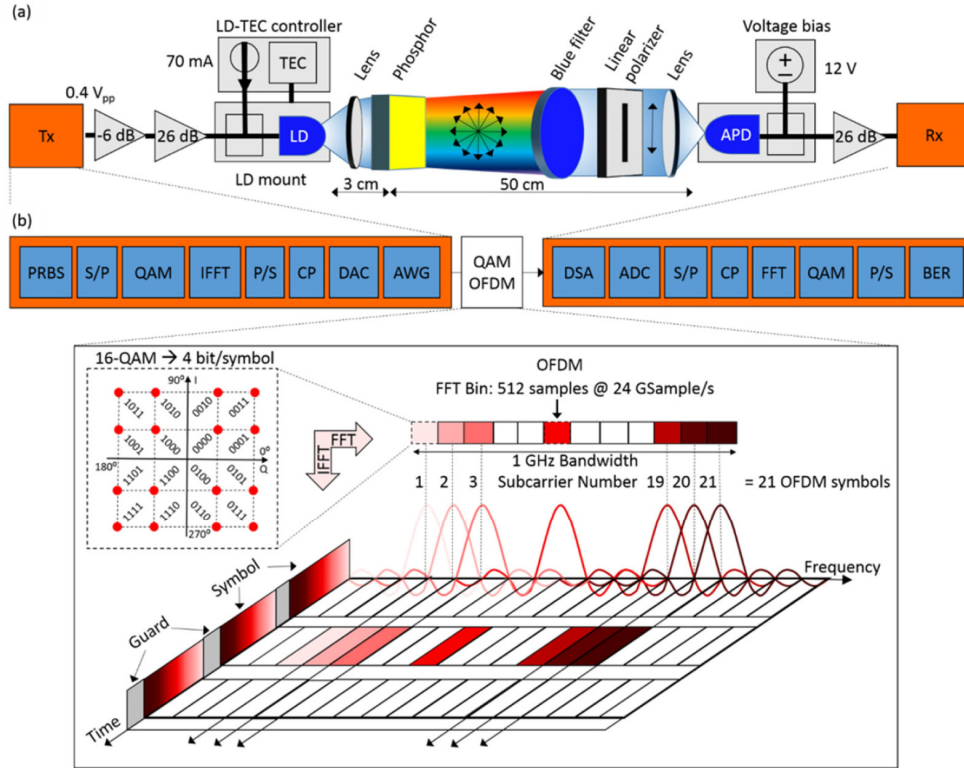 (a)
LD-TEC controller
70 mA
TEC
Lens
Phosphor
Blue filter
Linear
polarizer
Lens
Voltage bias
12 V
0.4 Vpp
Tx
-6 dB
26 dB
LD
APD
26 dB
Rx
LD mount
3 cm
50 cm
(b)
PRBS
S/P
QAM
IFFT
P/S
CP
DAC
AWG
QAM
OFDM
DSA
ADC
S/P
CP
FFT
QAM
P/S
BER
16-QAM → 4 bit/symbol
90⁰ I
1011
1010
0010
0011
1001
1000
0000
0001
0⁰
Q
180⁰
1101
1100
0100
0101
1111
1110
0110
0111
270⁰
IFFT
FFT
OFDM
FFT Bin: 512 samples @ 24 GSample/s
1 GHz Bandwidth
1 2 3 Subcarrier Number 19 20 21 = 21 OFDM symbols
Frequency
Symbol
Guard
Time